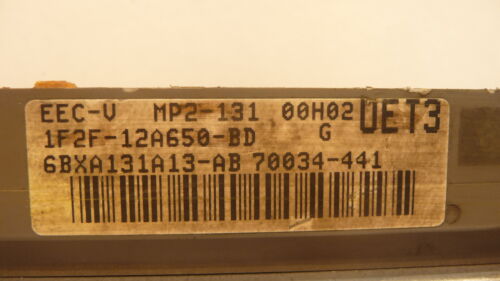 EEC-V MP2-131 00H02 UET3
1F2F-12A650-BD G
6BXA131A13-AB 70034-441